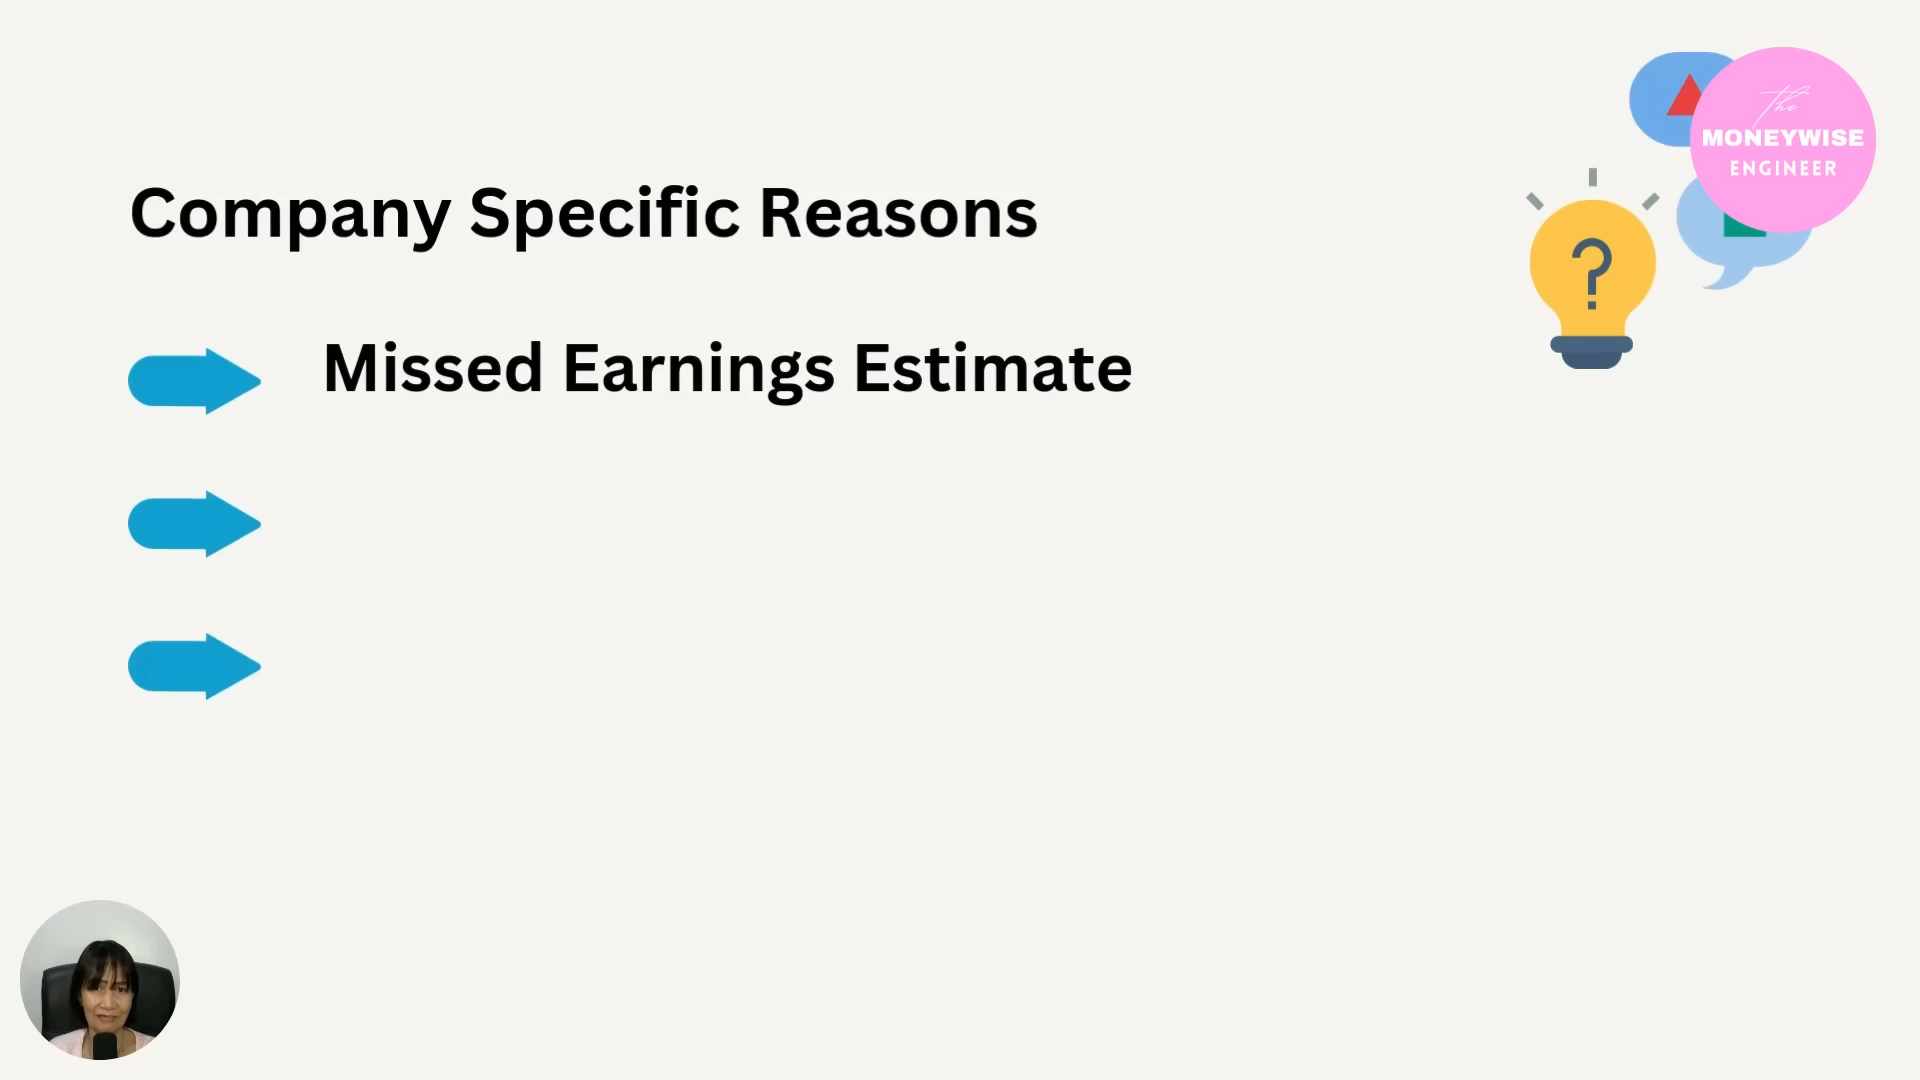 The
MONEYWISE
ENGINEER
Company Specific Reasons
?
Missed Earnings Estimate